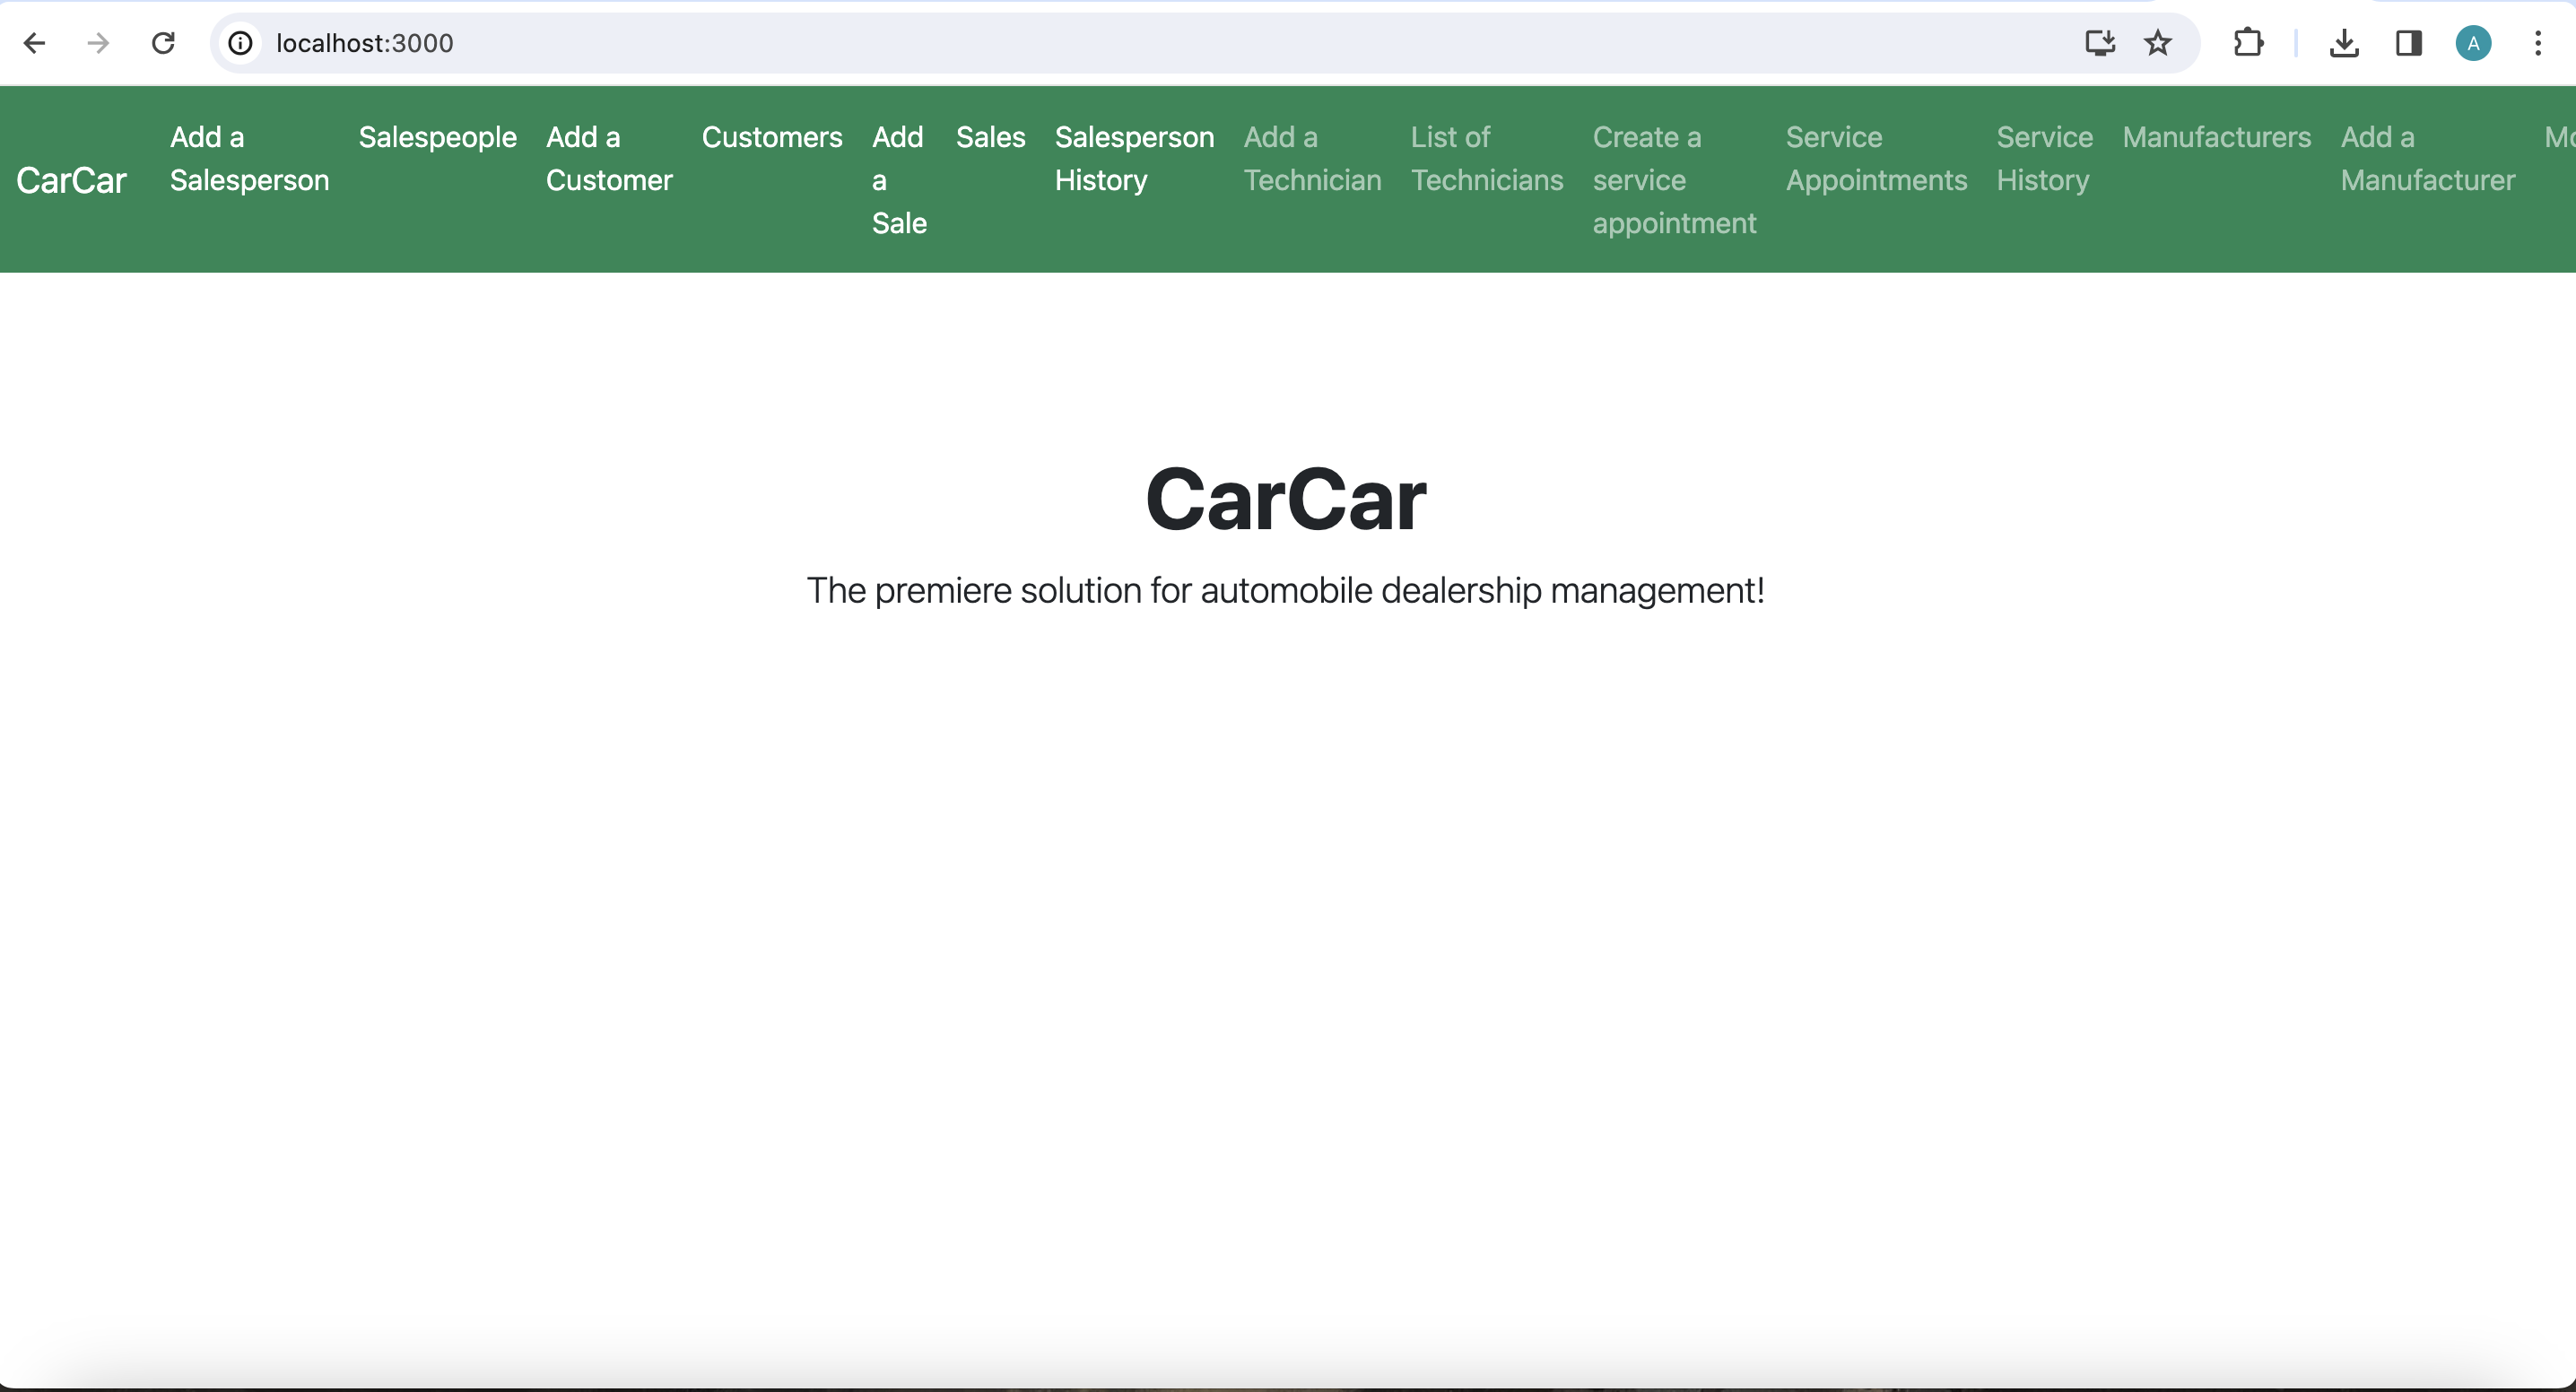 localhost:3000
A
CarCar
Add a
Salesperson
Salespeople
Add a
Customer
Customers
Add
a
Sale
Sales
Salesperson
History
Add a
Technician
List of
Technicians
Create a
service
appointment
Service
Appointments
Service
History
Manufacturers
Add a
Manufacturer
CarCar
The premiere solution for automobile dealership management!